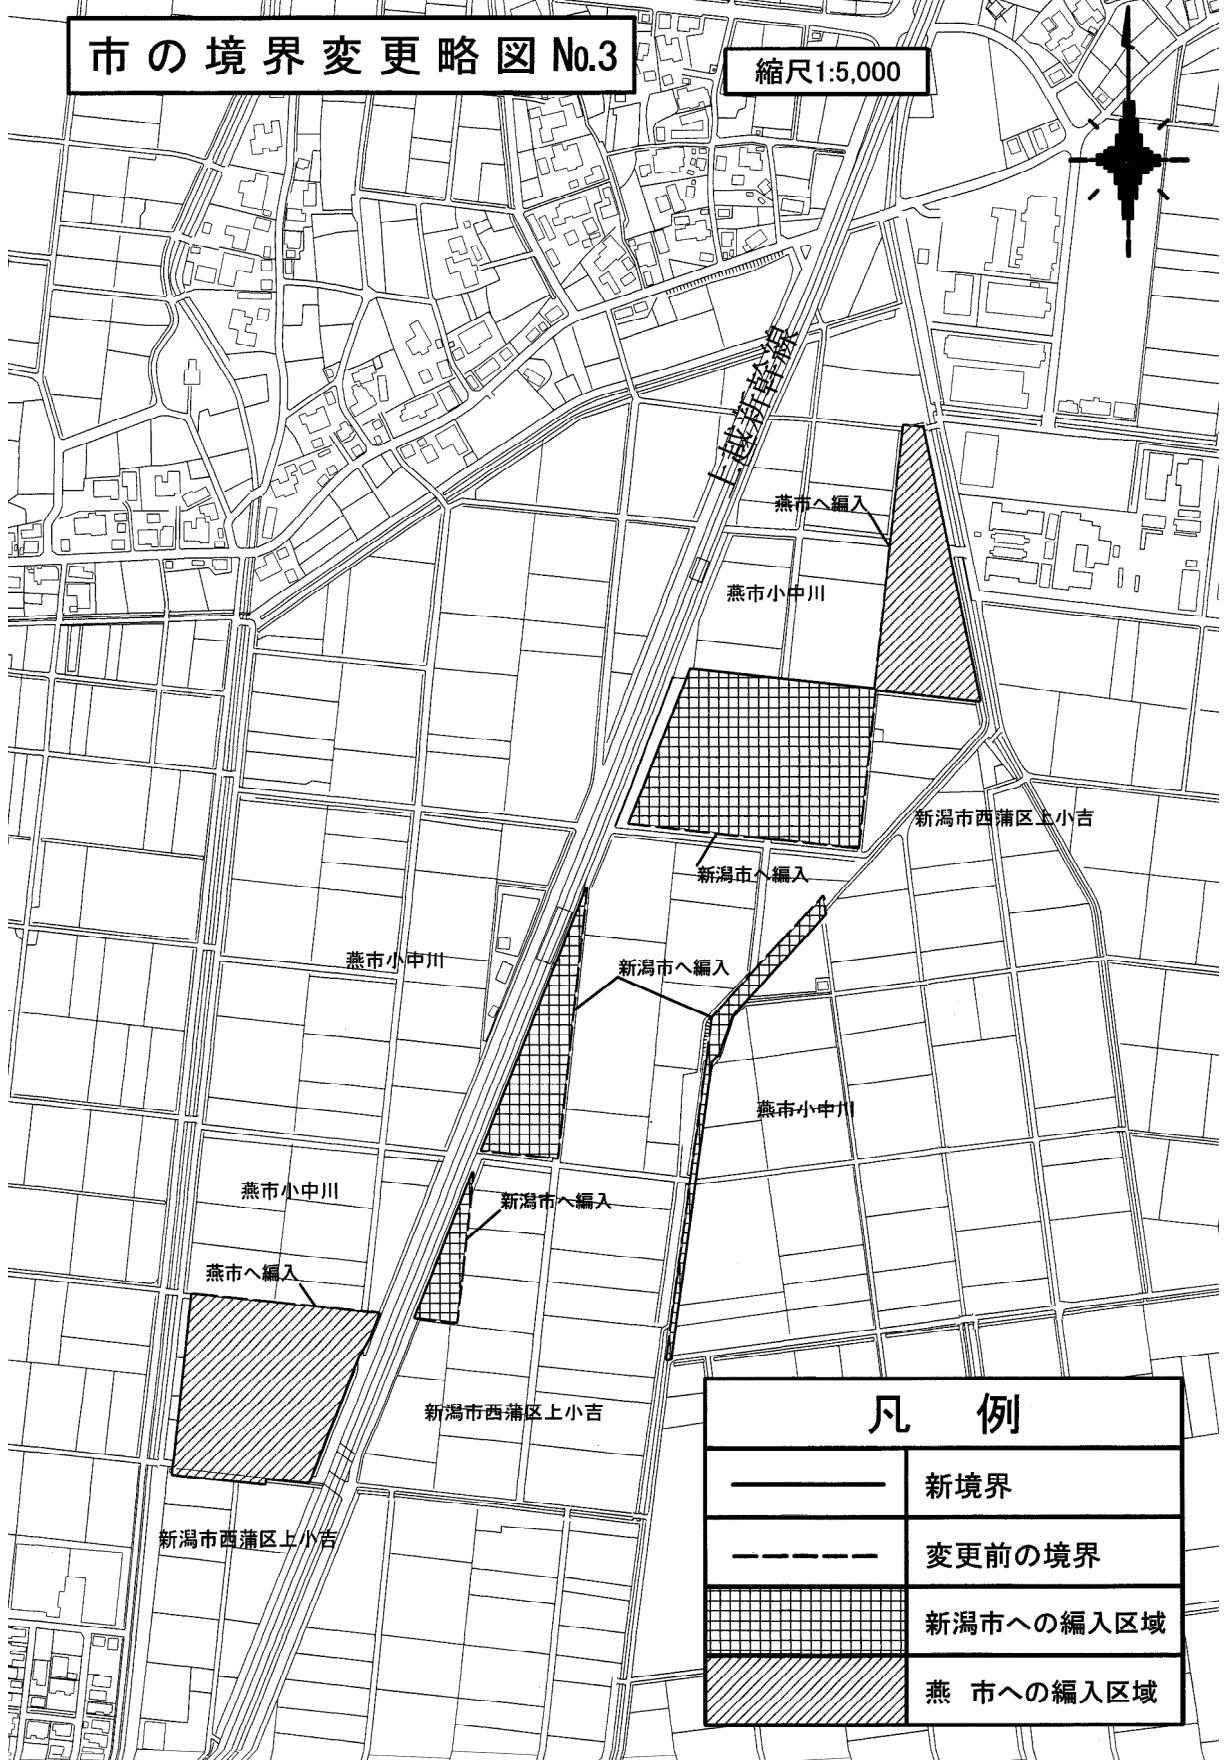 市の境界変更略図 No.3
縮尺1:5,000
上越新幹線
燕市へ編入
燕市小中川
新潟市西蒲区上小吉
新潟市へ編入
燕市小中川
新潟市へ編入
燕市小中川
燕市小中川
新潟市へ編入
燕市へ編入
新潟市西蒲区上小吉
新潟市西蒲区上小吉
凡 例
新境界
変更前の境界
新潟市への編入区域
燕 市への編入区域